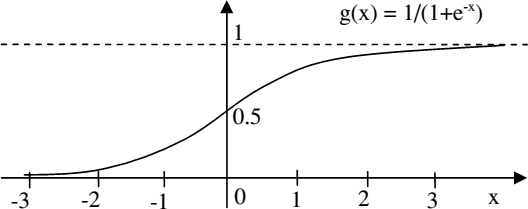 g(x) = 1/(1+e⁻ˣ)
1
0.5
-3 -2 -1 0 1 2 3 x